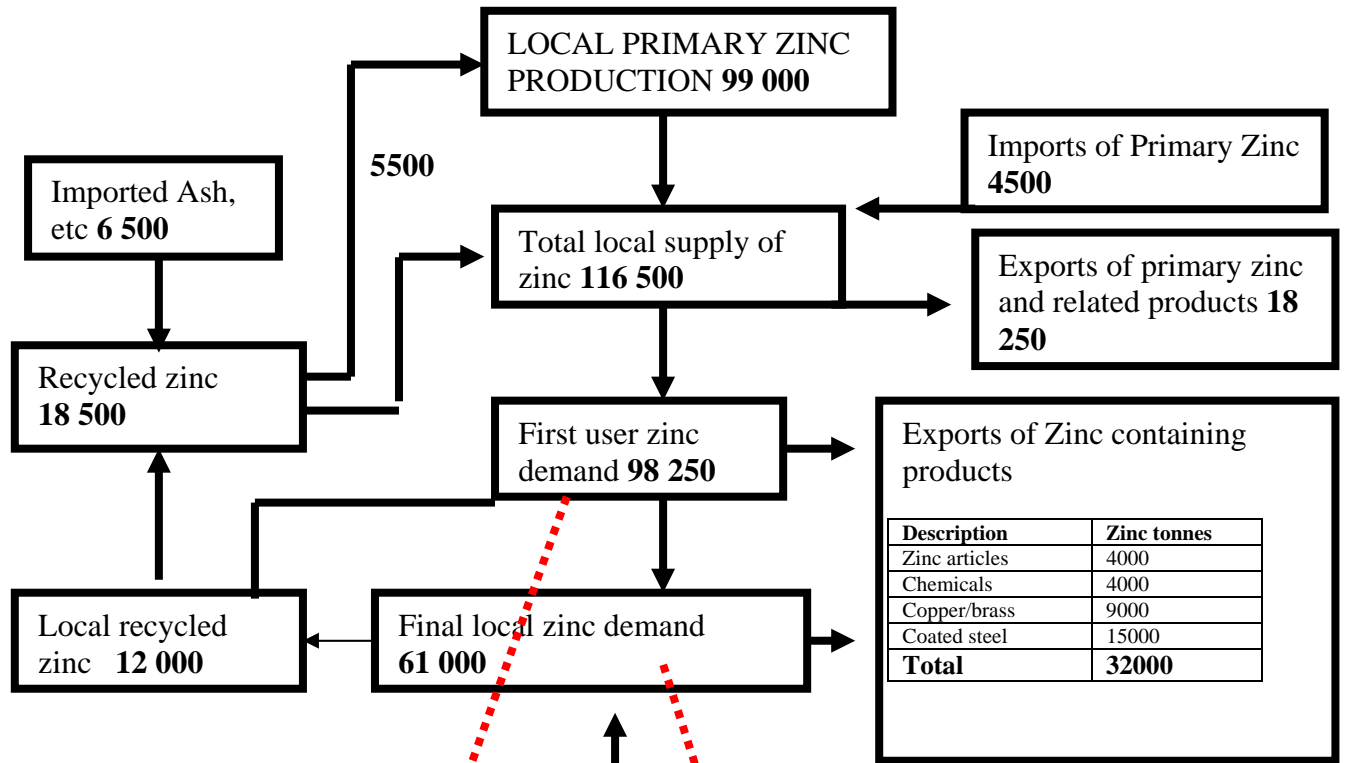 LOCAL PRIMARY ZINC
PRODUCTION 99 000
5500
Imports of Primary Zinc
4500
Imported Ash,
etc 6 500
Total local supply of
zinc 116 500
Exports of primary zinc
and related products 18
250
Recycled zinc
18 500
First user zinc
demand 98 250
Exports of Zinc containing
products
Description Zinc tonnes
Zinc articles 4000
Chemicals 4000
Copper/brass 9000
Coated steel 15000
Total 32000
Local recycled
zinc 12 000
Final local zinc demand
61 000